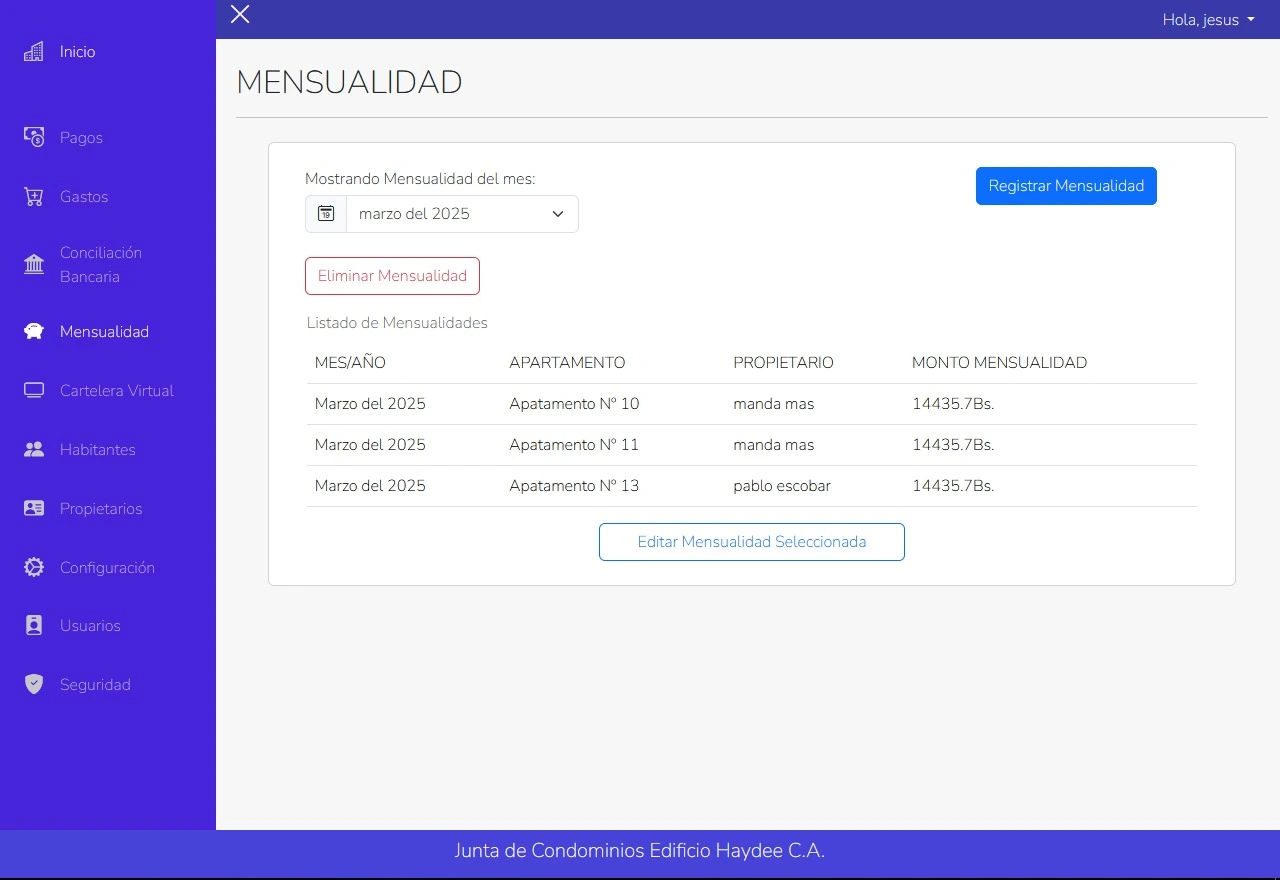 Hola, jesus
Inicio
Pagos
Gastos
Conciliación
Bancaria
Mensualidad
Cartelera Virtual
Habitantes
Propietarios
Configuración
Usuarios
Seguridad
MENSUALIDAD
Mostrando Mensualidad del mes:
19 marzo del 2025
Registrar Mensualidad
Eliminar Mensualidad
Listado de Mensualidades
MES/AÑO APARTAMENTO PROPIETARIO MONTO MENSUALIDAD
Marzo del 2025 Apatamento Nº 10 manda mas 14435.7Bs.
Marzo del 2025 Apatamento Nº 11 manda mas 14435.7Bs.
Marzo del 2025 Apatamento Nº 13 pablo escobar 14435.7Bs.
Editar Mensualidad Seleccionada
Junta de Condominios Edificio Haydee C.A.